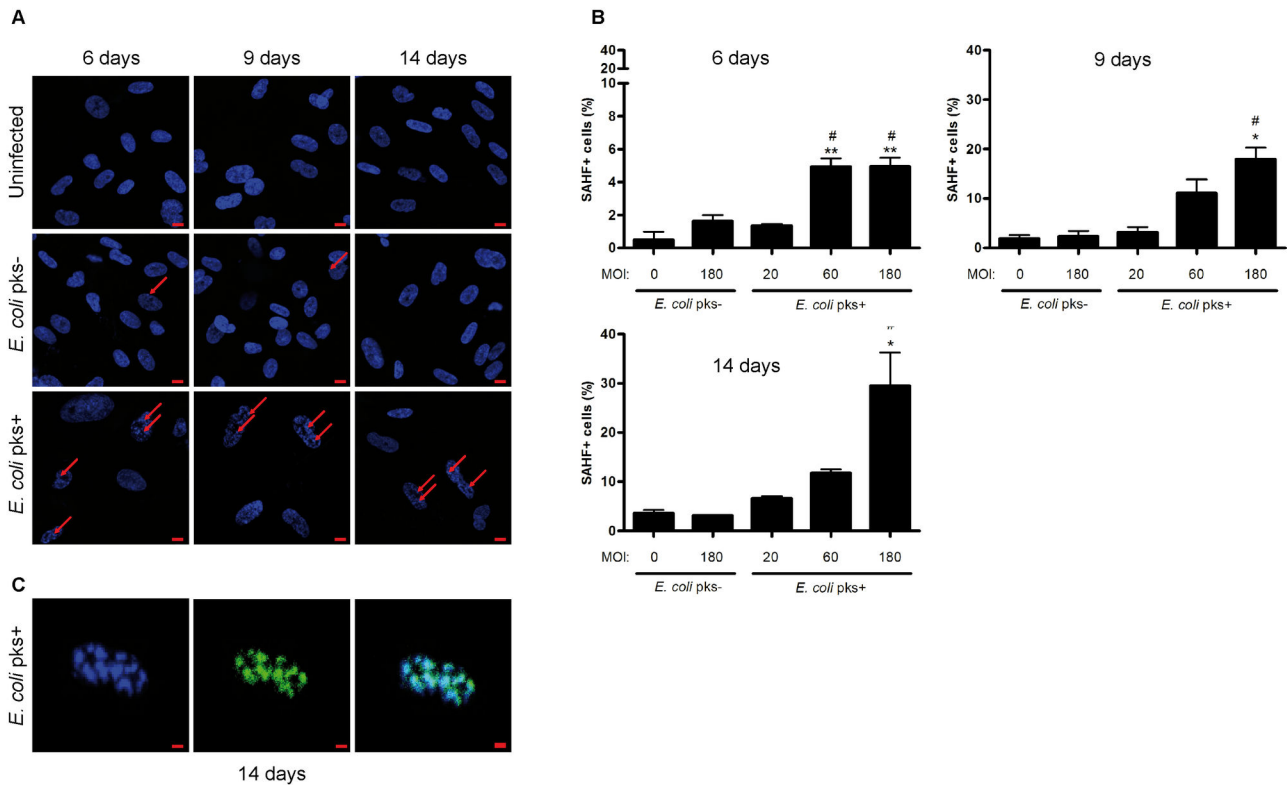 A
6 days 9 days 14 days
Uninfected
E. coli pks-
E. coli pks+
C
E. coli pks+
14 days
B
6 days
SAHF+ cells (%)
40
20
6
4
2
0
# #
** **
MOI: 0 180 20 60 180
E. coli pks- E. coli pks+
9 days
SAHF+ cells (%)
40
30
20
10
0
#
*
MOI: 0 180 20 60 180
E. coli pks- E. coli pks+
14 days
SAHF+ cells (%)
40
30
20
10
0
*
MOI: 0 180 20 60 180
E. coli pks- E. coli pks+